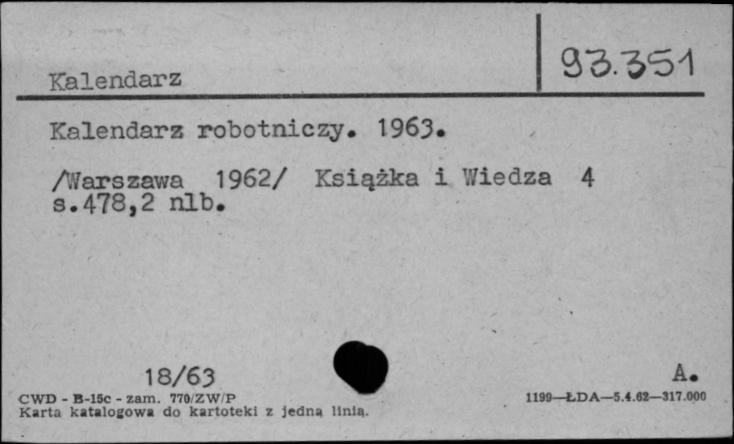 Kalendarz
93.351
Kalendarz robotniczy. 1963.
/Warszawa 1962/ Książka i Wiedza 4
s.478,2 nlb.
18/63
A.
CWD - B-15c - zam. 770/ZW/P
1199—ŁDA—5.4.62—317.000
Karta katalogowa do kartoteki z jedną linią.